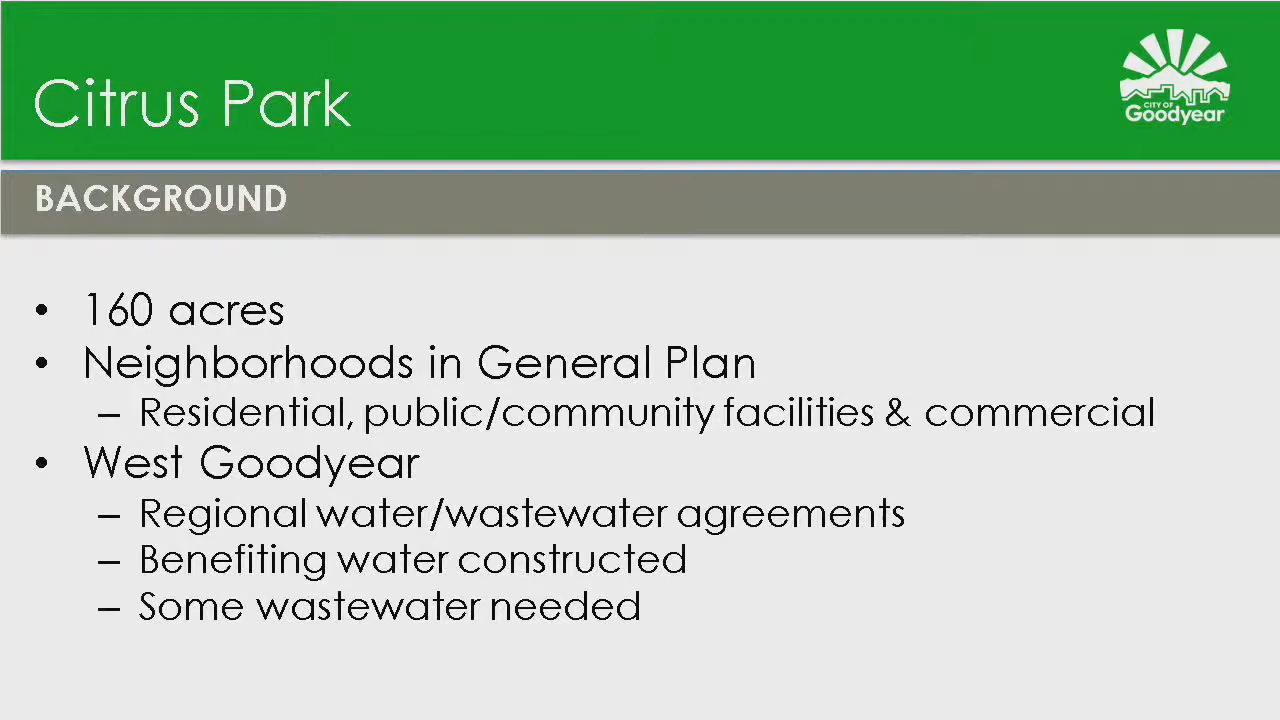 Citrus Park
CITY OF
Goodyear
BACKGROUND
• 160 acres
• Neighborhoods in General Plan
– Residential, public/community facilities & commercial
• West Goodyear
– Regional water/wastewater agreements
– Benefiting water constructed
– Some wastewater needed